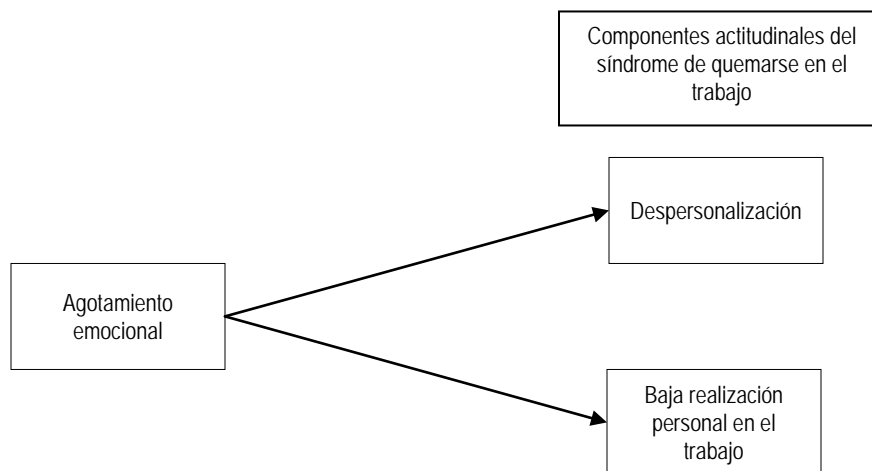 Componentes actitudinales del
síndrome de quemarse en el
trabajo
Despersonalización
Agotamiento
emocional
Baja realización
personal en el
trabajo